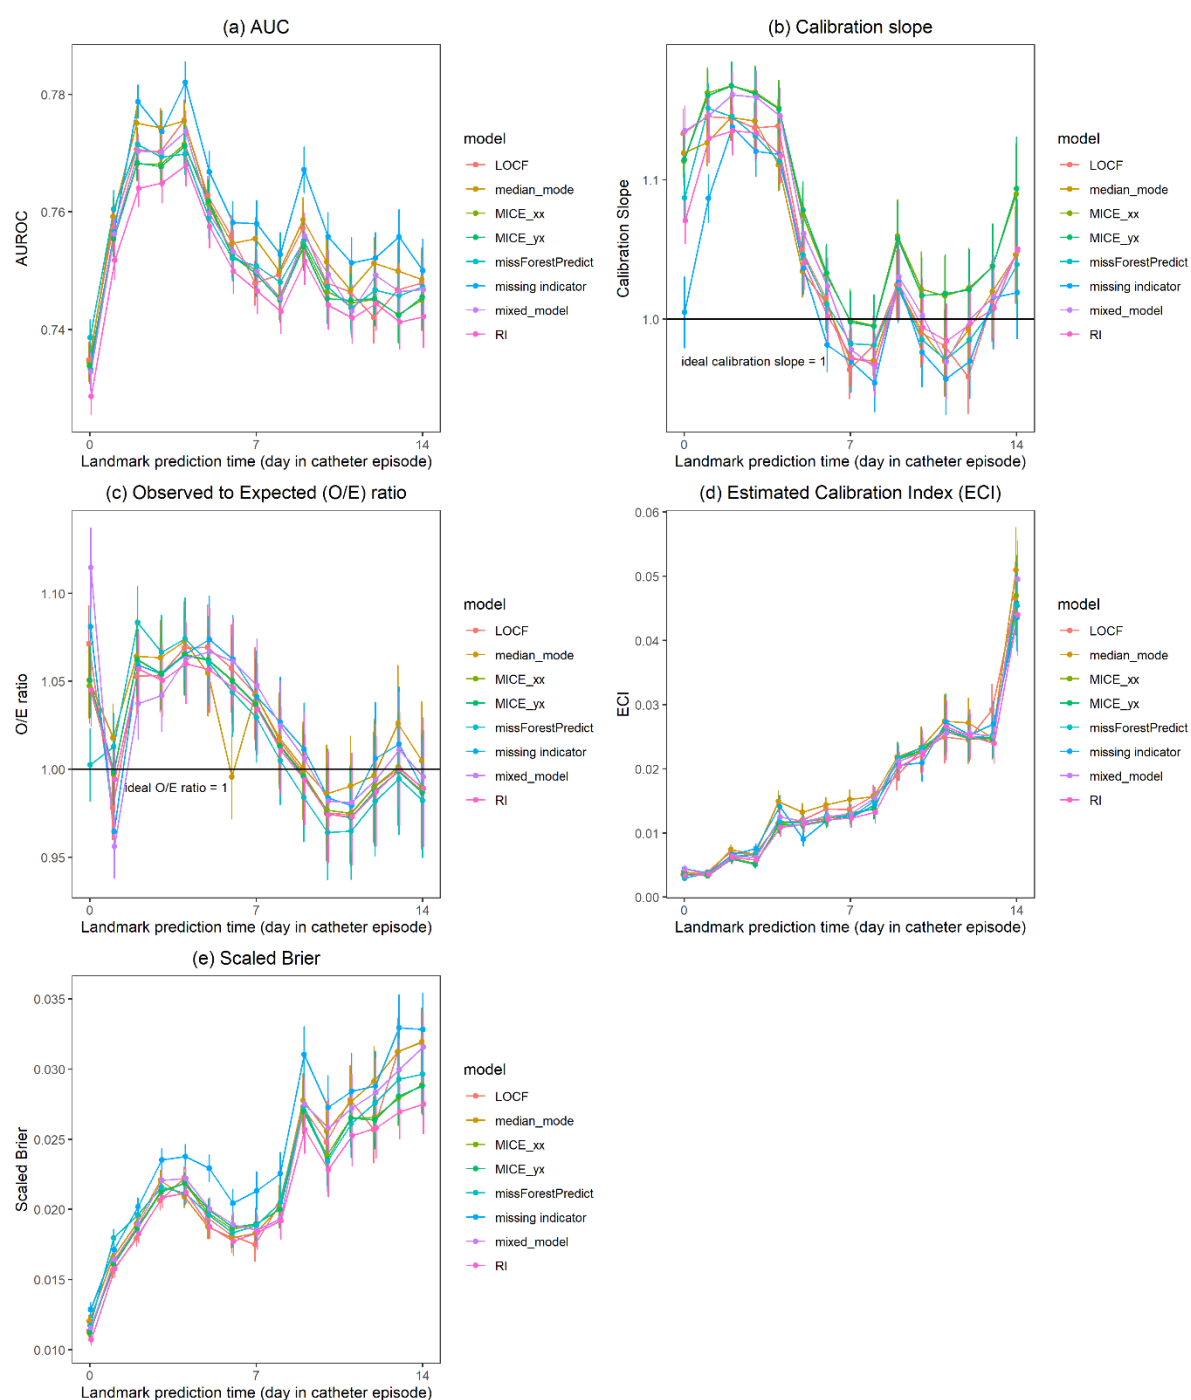 (a) AUC
0.78
0.76
0.74
AUROC
0
7
14
Landmark prediction time (day in catheter episode)
model
LOCF
median_mode
MICE_xx
MICE_yx
missForestPredict
missing indicator
mixed_model
RI
(b) Calibration slope
1.1
1.0
Calibration Slope
ideal calibration slope = 1
0
7
14
Landmark prediction time (day in catheter episode)
model
LOCF
median_mode
MICE_xx
MICE_yx
missForestPredict
missing indicator
mixed_model
RI
(c) Observed to Expected (O/E) ratio
1.10
1.05
1.00
0.95
O/E ratio
ideal O/E ratio = 1
0
7
14
Landmark prediction time (day in catheter episode)
model
LOCF
median_mode
MICE_xx
MICE_yx
missForestPredict
missing indicator
mixed_model
RI
(d) Estimated Calibration Index (ECI)
0.06
0.05
0.04
0.03
0.02
0.01
0.00
ECI
0
7
14
Landmark prediction time (day in catheter episode)
model
LOCF
median_mode
MICE_xx
MICE_yx
missForestPredict
missing indicator
mixed_model
RI
(e) Scaled Brier
0.035
0.030
0.025
0.020
0.015
0.010
Scaled Brier
0
7
14
Landmark prediction time (day in catheter episode)
model
LOCF
median_mode
MICE_xx
MICE_yx
missForestPredict
missing indicator
mixed_model
RI